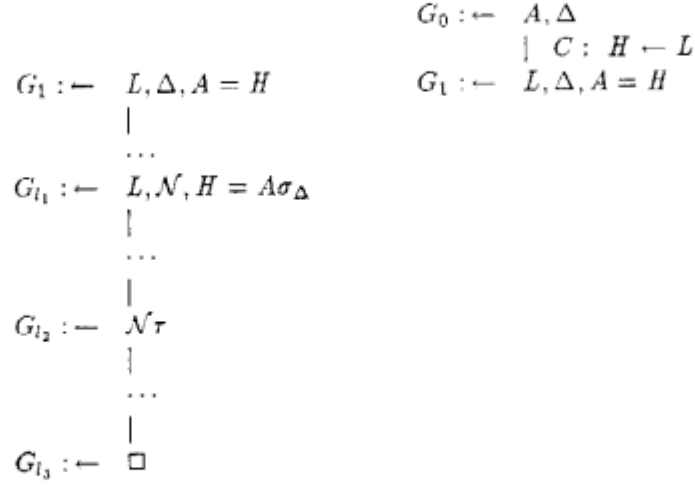 G₀ :← A, Δ
| C : H ← L
G₁ :← L, Δ, A = H
G₁ :← L, Δ, A = H
|
...
G_{l₁} :← L, 𝒩, H = Aσ_Δ
|
...
|
G_{l₂} :← 𝒩τ
|
...
|
G_{l₃} :← □